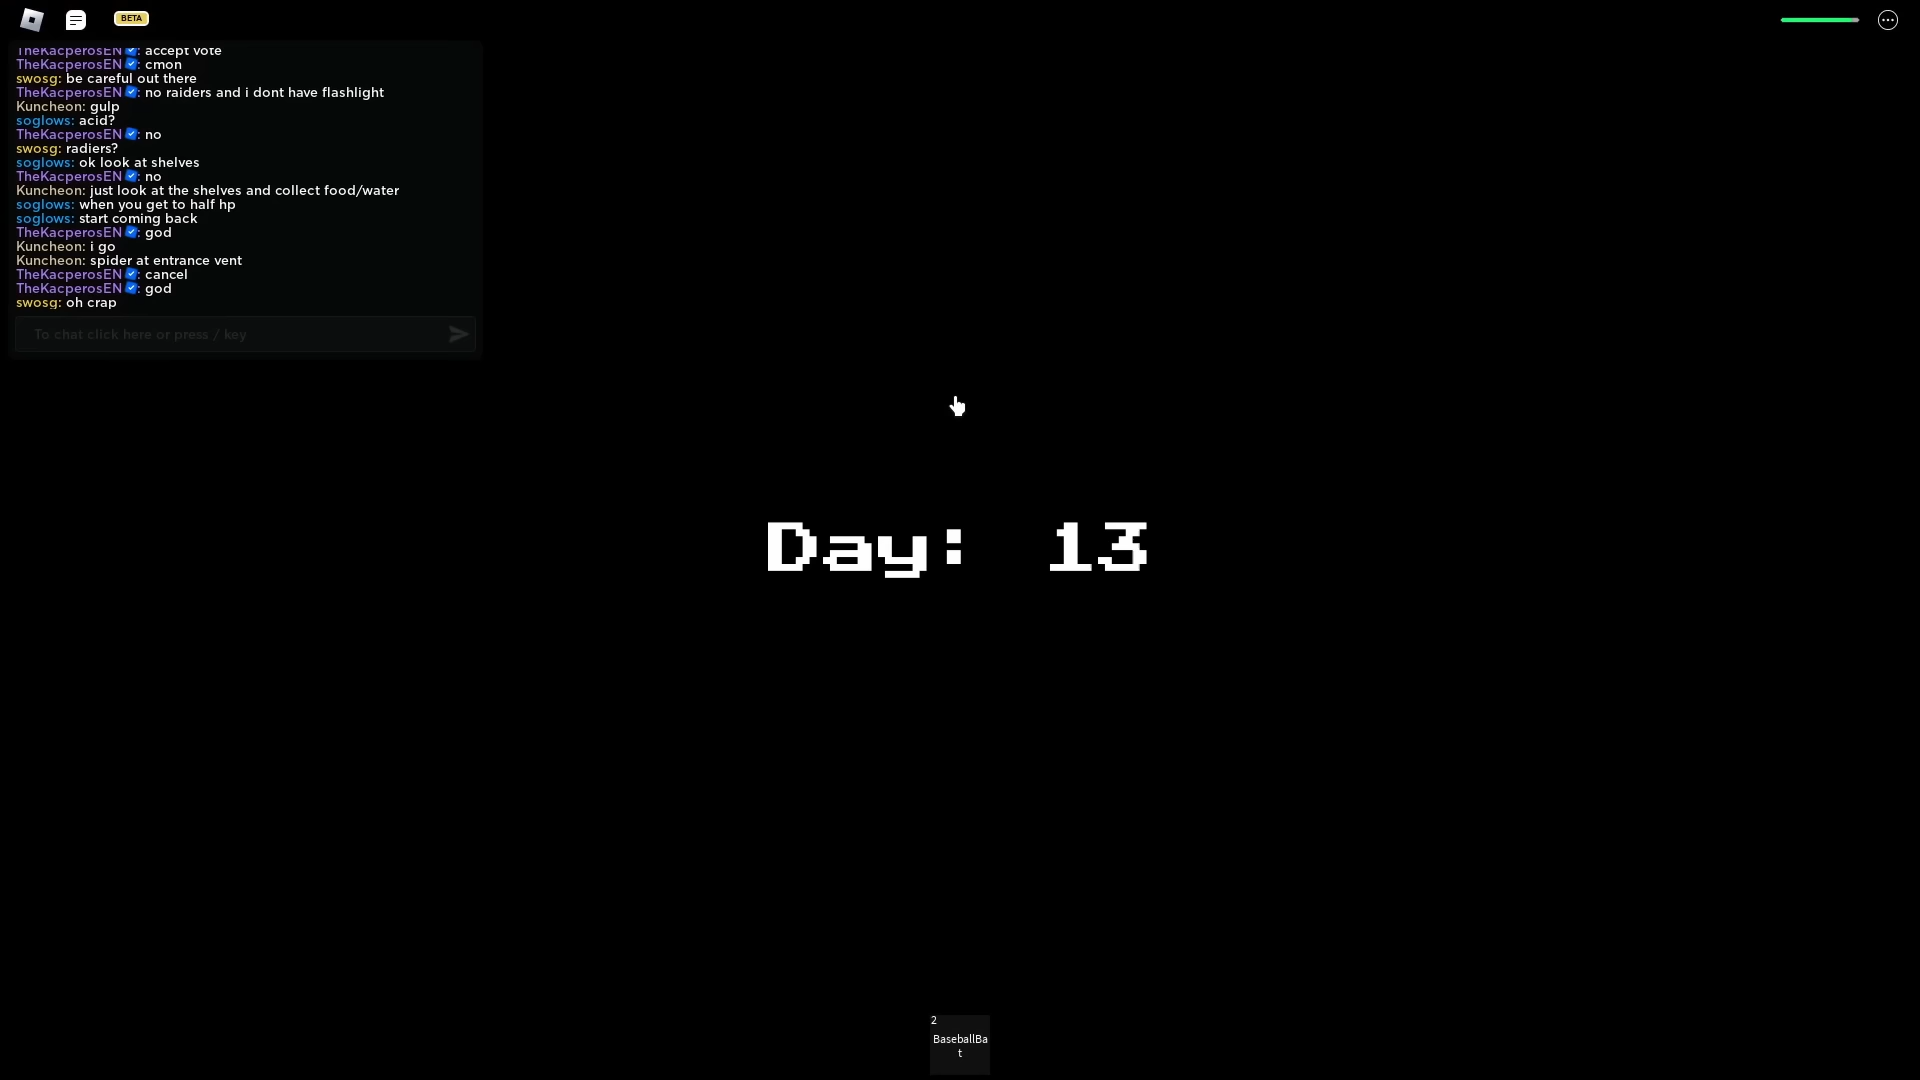 BETA
TheKacperosEN: accept vote
TheKacperosEN: cmon
swosg: be careful out there
TheKacperosEN: no raiders and i dont have flashlight
Kuncheon: gulp
soglows: acid?
TheKacperosEN: no
swosg: radiers?
soglows: ok look at shelves
TheKacperosEN: no
Kuncheon: just look at the shelves and collect food/water
soglows: when you get to half hp
soglows: start coming back
TheKacperosEN: god
Kuncheon: i go
Kuncheon: spider at entrance vent
TheKacperosEN: cancel
TheKacperosEN: god
swosg: oh crap
To chat click here or press / key
Day: 13
2
BaseballBa
t